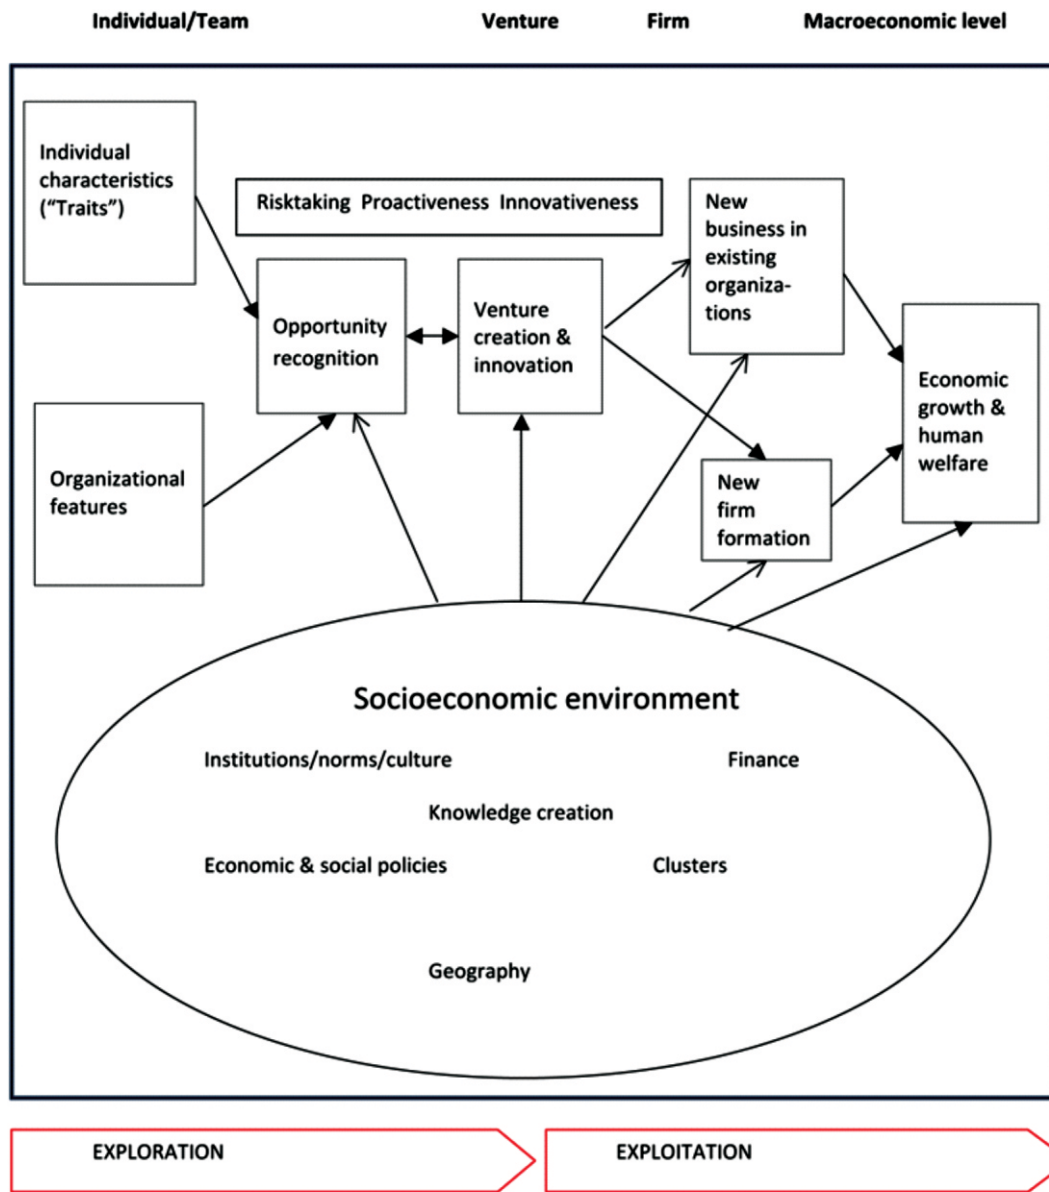 Individual/Team Venture Firm Macroeconomic level
Individual
characteristics
(“Traits”)
Risktaking Proactiveness Innovativeness
New
business in
existing
organiza-
tions
Opportunity
recognition
Venture
creation &
innovation
Economic
growth &
human
welfare
Organizational
features
New
firm
formation
Socioeconomic environment
Institutions/norms/culture Finance
Knowledge creation
Economic & social policies Clusters
Geography
EXPLORATION EXPLOITATION